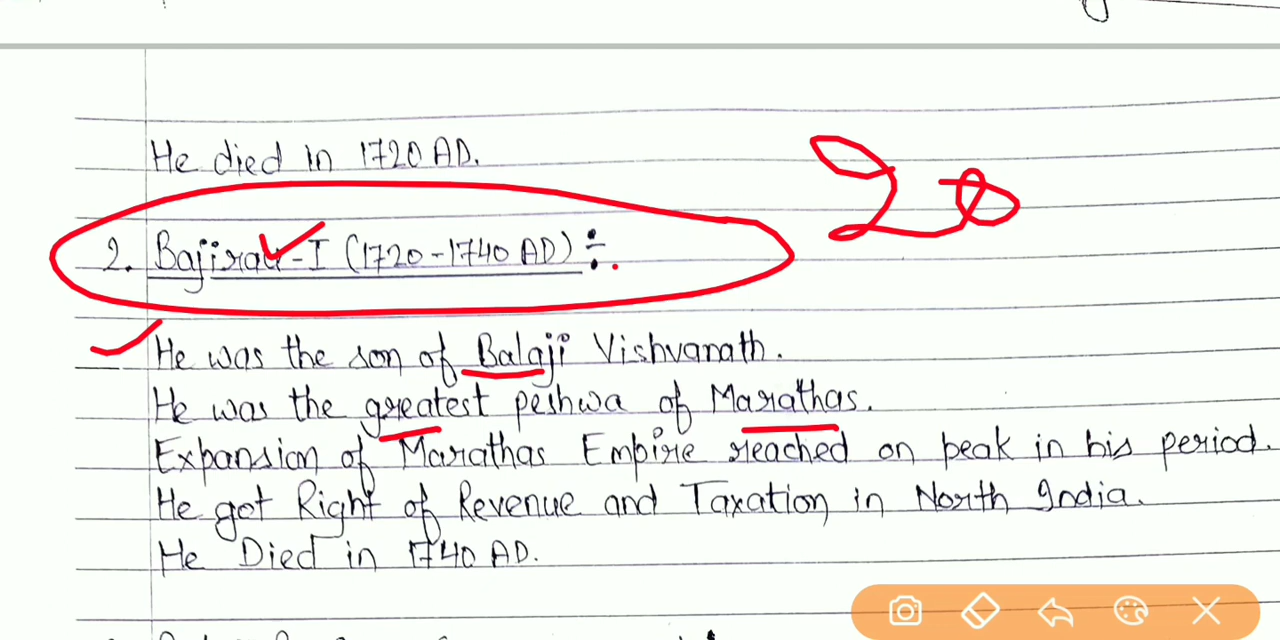 He died in 1720 AD.
2. Bajirao-I (1720-1740 AD) ÷
He was the son of Balaji Vishvanath.
He was the greatest peshwa of Marathas.
Expansion of Marathas Empire reached on peak in his period.
He got Right of Revenue and Taxation in North India.
He Died in 1740 AD.